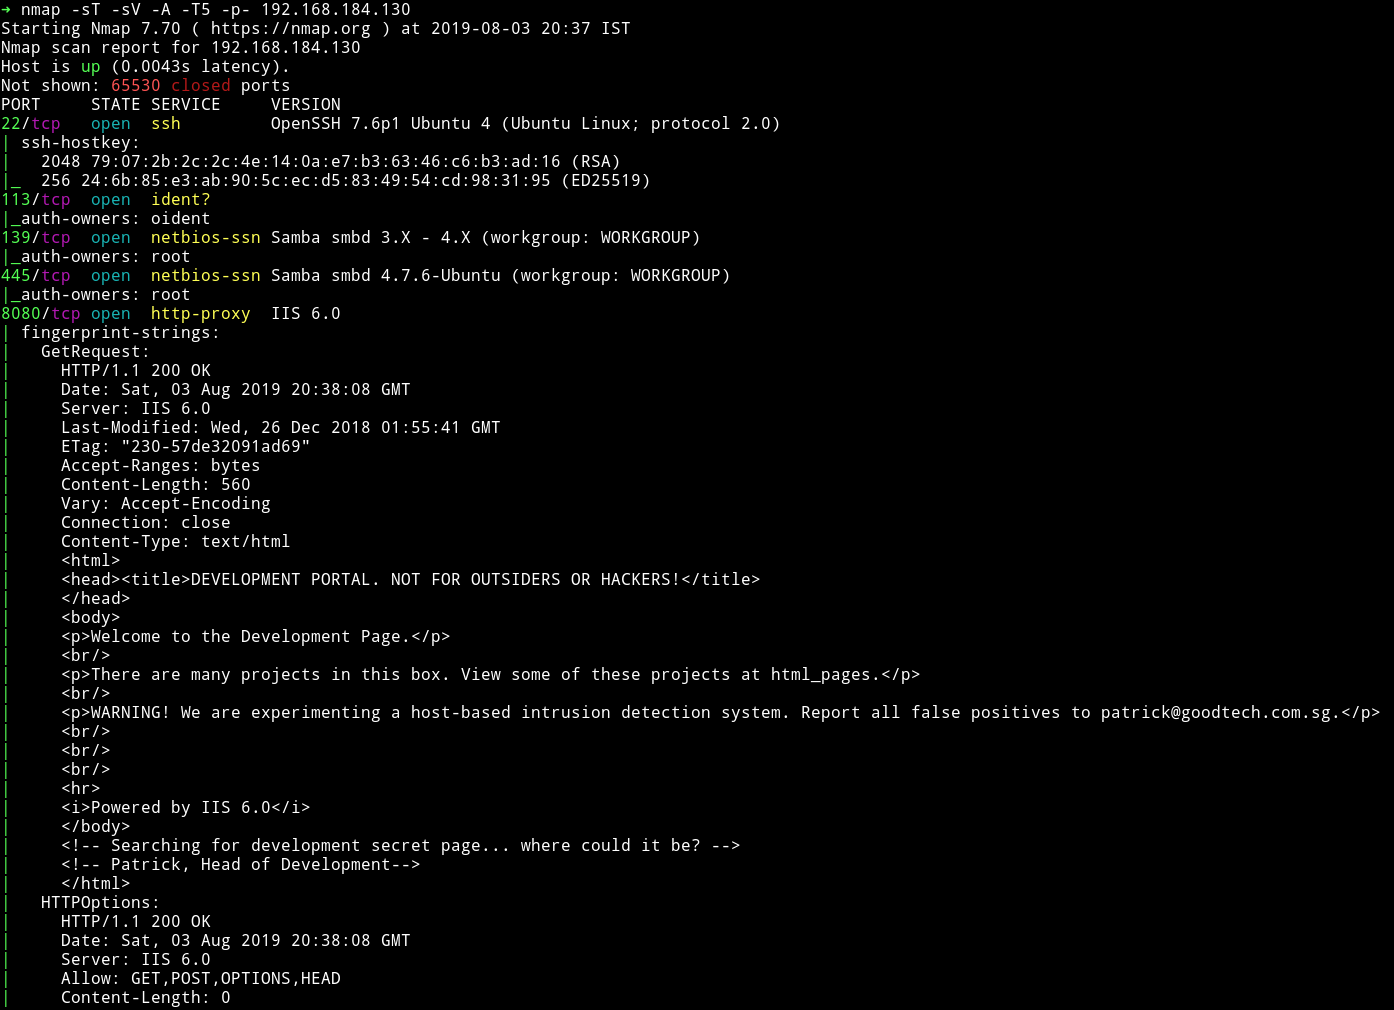 ➜ nmap -sT -sV -A -T5 -p- 192.168.184.130
Starting Nmap 7.70 ( https://nmap.org ) at 2019-08-03 20:37 IST
Nmap scan report for 192.168.184.130
Host is up (0.0043s latency).
Not shown: 65530 closed ports
PORT     STATE SERVICE     VERSION
22/tcp   open  ssh         OpenSSH 7.6p1 Ubuntu 4 (Ubuntu Linux; protocol 2.0)
| ssh-hostkey:
|   2048 79:07:2b:2c:2c:4e:14:0a:e7:b3:63:46:c6:b3:ad:16 (RSA)
|_  256 24:6b:85:e3:ab:90:5c:ec:d5:83:49:54:cd:98:31:95 (ED25519)
113/tcp  open  ident?
|_auth-owners: oident
139/tcp  open  netbios-ssn Samba smbd 3.X - 4.X (workgroup: WORKGROUP)
|_auth-owners: root
445/tcp  open  netbios-ssn Samba smbd 4.7.6-Ubuntu (workgroup: WORKGROUP)
|_auth-owners: root
8080/tcp open  http-proxy  IIS 6.0
| fingerprint-strings:
|   GetRequest:
|     HTTP/1.1 200 OK
|     Date: Sat, 03 Aug 2019 20:38:08 GMT
|     Server: IIS 6.0
|     Last-Modified: Wed, 26 Dec 2018 01:55:41 GMT
|     ETag: "230-57de32091ad69"
|     Accept-Ranges: bytes
|     Content-Length: 560
|     Vary: Accept-Encoding
|     Connection: close
|     Content-Type: text/html
|     <html>
|     <head><title>DEVELOPMENT PORTAL. NOT FOR OUTSIDERS OR HACKERS!</title>
|     </head>
|     <body>
|     <p>Welcome to the Development Page.</p>
|     <br/>
|     <p>There are many projects in this box. View some of these projects at html_pages.</p>
|     <br/>
|     <p>WARNING! We are experimenting a host-based intrusion detection system. Report all false positives to patrick@goodtech.com.sg.</p>
|     <br/>
|     <br/>
|     <br/>
|     <hr>
|     <i>Powered by IIS 6.0</i>
|     </body>
|     <!-- Searching for development secret page... where could it be? -->
|     <!-- Patrick, Head of Development-->
|     </html>
|   HTTPOptions:
|     HTTP/1.1 200 OK
|     Date: Sat, 03 Aug 2019 20:38:08 GMT
|     Server: IIS 6.0
|     Allow: GET,POST,OPTIONS,HEAD
|     Content-Length: 0